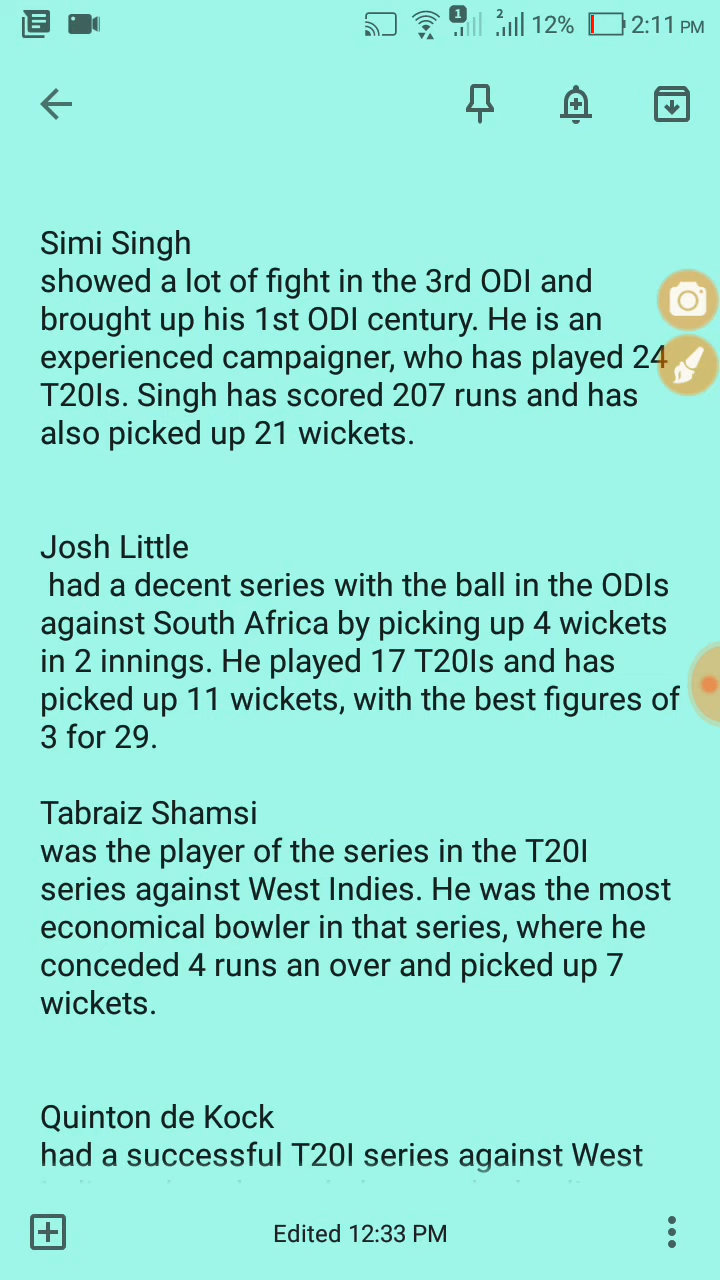 1 2 12% 2:11 PM
Simi Singh
showed a lot of fight in the 3rd ODI and
brought up his 1st ODI century. He is an
experienced campaigner, who has played 24
T20Is. Singh has scored 207 runs and has
also picked up 21 wickets.
Josh Little
had a decent series with the ball in the ODIs
against South Africa by picking up 4 wickets
in 2 innings. He played 17 T20Is and has
picked up 11 wickets, with the best figures of
3 for 29.
Tabraiz Shamsi
was the player of the series in the T20I
series against West Indies. He was the most
economical bowler in that series, where he
conceded 4 runs an over and picked up 7
wickets.
Quinton de Kock
had a successful T20I series against West
Edited 12:33 PM